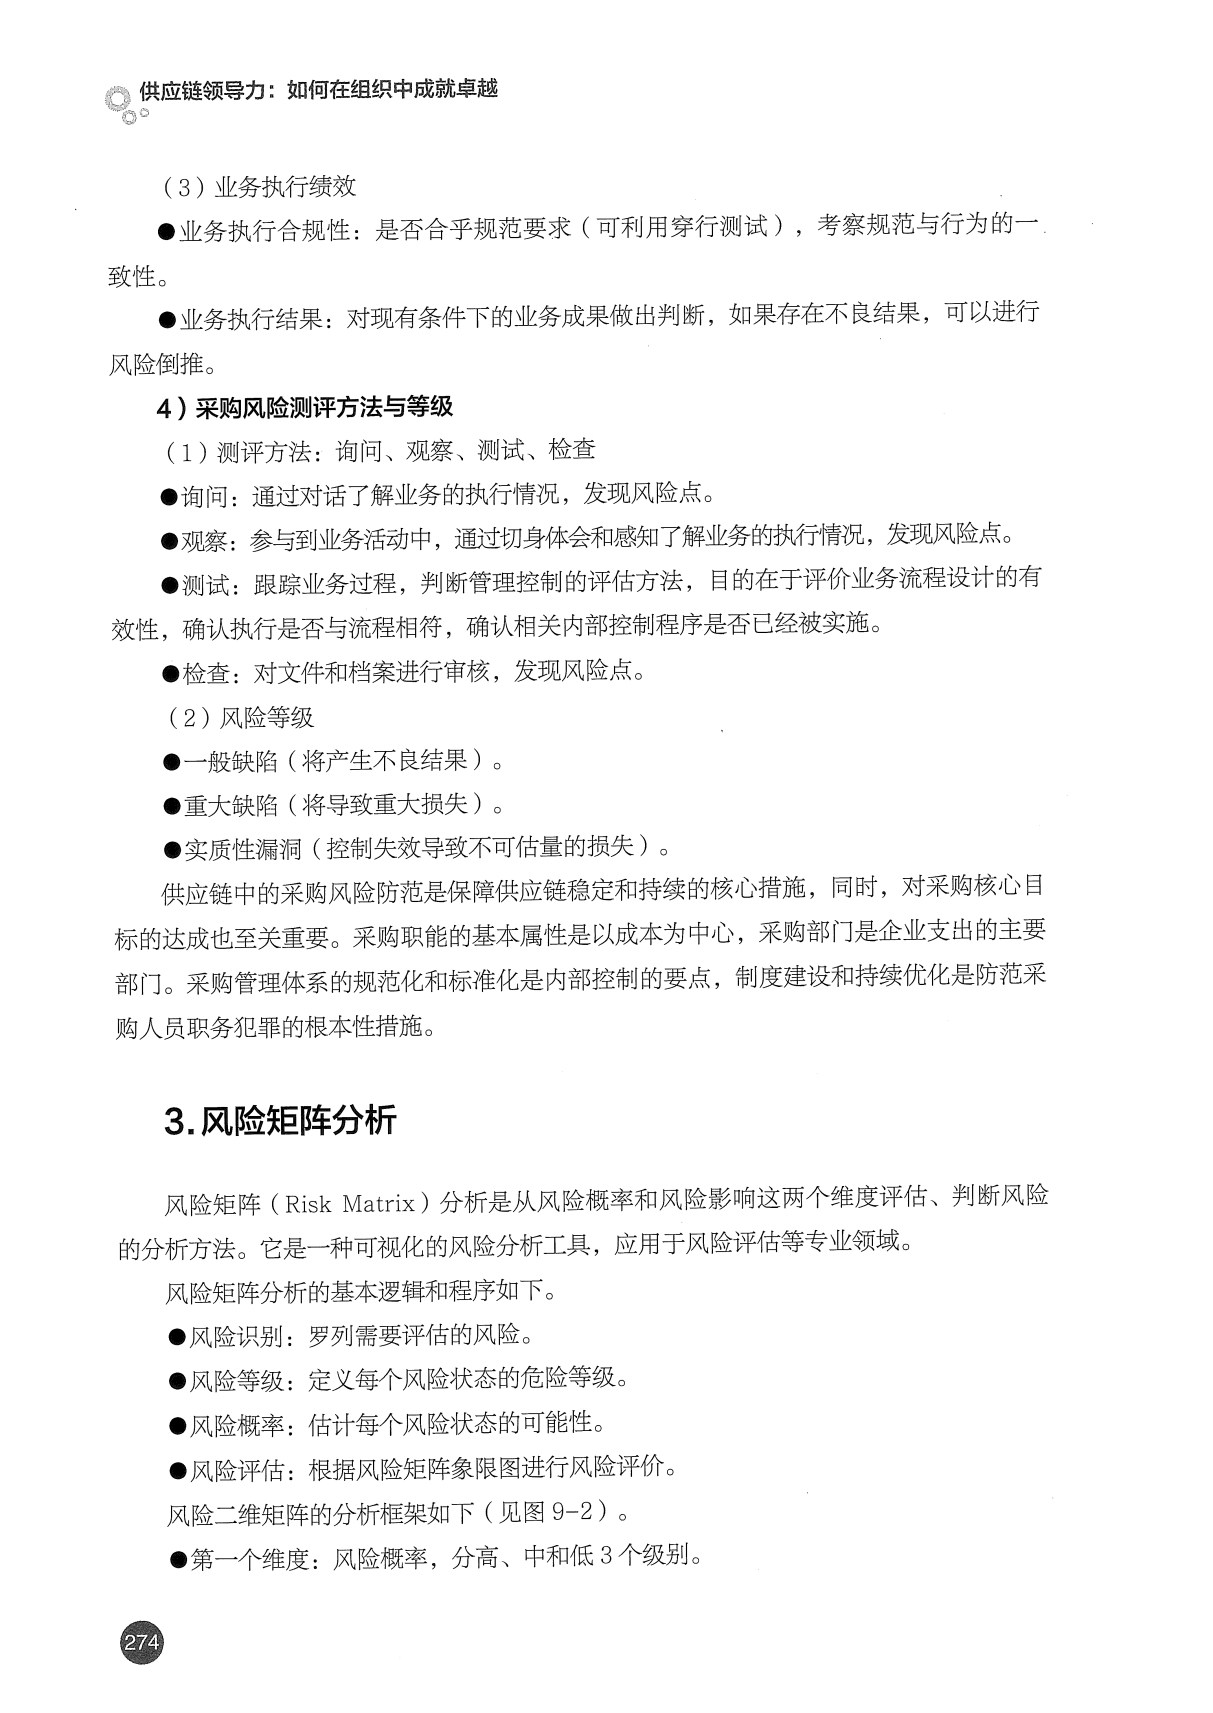 供应链领导力：如何在组织中成就卓越
（3）业务执行绩效
●业务执行合规性：是否合乎规范要求（可利用穿行测试），考察规范与行为的一
致性。
●业务执行结果：对现有条件下的业务成果做出判断，如果存在不良结果，可以进行
风险倒推。
4）采购风险测评方法与等级
（1）测评方法：询问、观察、测试、检查
●询问：通过对话了解业务的执行情况，发现风险点。
●观察：参与到业务活动中，通过切身体会和感知了解业务的执行情况，发现风险点。
●测试：跟踪业务过程，判断管理控制的评估方法，目的在于评价业务流程设计的有
效性，确认执行是否与流程相符，确认相关内部控制程序是否已经被实施。
●检查：对文件和档案进行审核，发现风险点。
（2）风险等级
●一般缺陷（将产生不良结果）。
●重大缺陷（将导致重大损失）。
●实质性漏洞（控制失效导致不可估量的损失）。
供应链中的采购风险防范是保障供应链稳定和持续的核心措施，同时，对采购核心目
标的达成也至关重要。采购职能的基本属性是以成本为中心，采购部门是企业支出的主要
部门。采购管理体系的规范化和标准化是内部控制的要点，制度建设和持续优化是防范采
购人员职务犯罪的根本性措施。
3.风险矩阵分析
风险矩阵（Risk Matrix）分析是从风险概率和风险影响这两个维度评估、判断风险
的分析方法。它是一种可视化的风险分析工具，应用于风险评估等专业领域。
风险矩阵分析的基本逻辑和程序如下。
●风险识别：罗列需要评估的风险。
●风险等级：定义每个风险状态的危险等级。
●风险概率：估计每个风险状态的可能性。
●风险评估：根据风险矩阵象限图进行风险评价。
风险二维矩阵的分析框架如下（见图 9-2）。
●第一个维度：风险概率，分高、中和低 3 个级别。
274